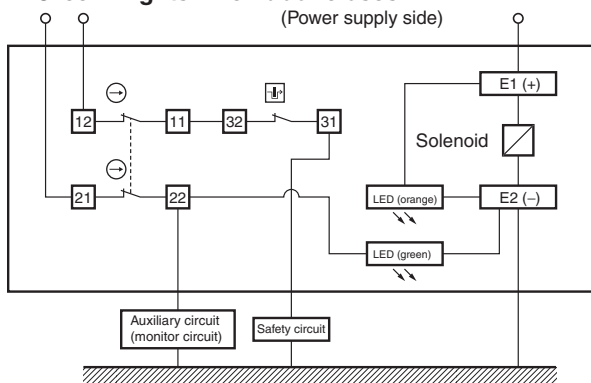 (Power supply side)
E1 (+)
12
11
32
31
Solenoid
21
22
LED (orange)
E2 (–)
LED (green)
Auxiliary circuit
(monitor circuit)
Safety circuit